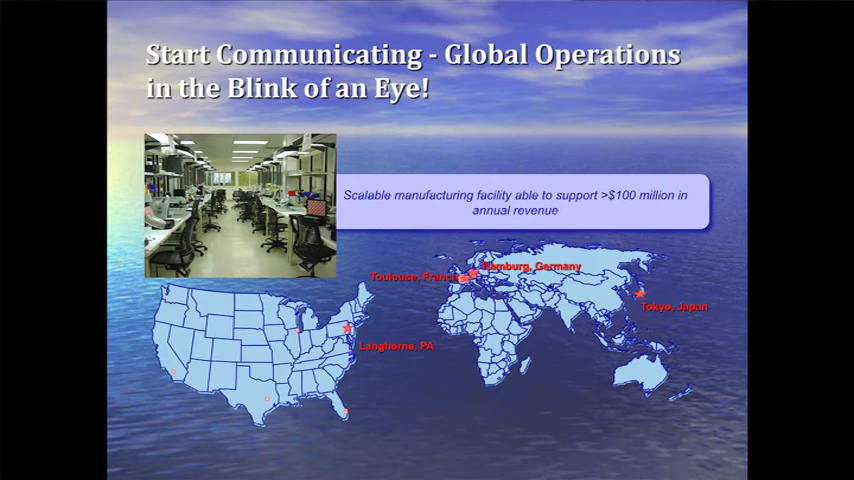 Start Communicating - Global Operations
in the Blink of an Eye!
Scalable manufacturing facility able to support >$100 million in
annual revenue
Hamburg, Germany
Toulouse, France
Tokyo, Japan
Langhorne, PA